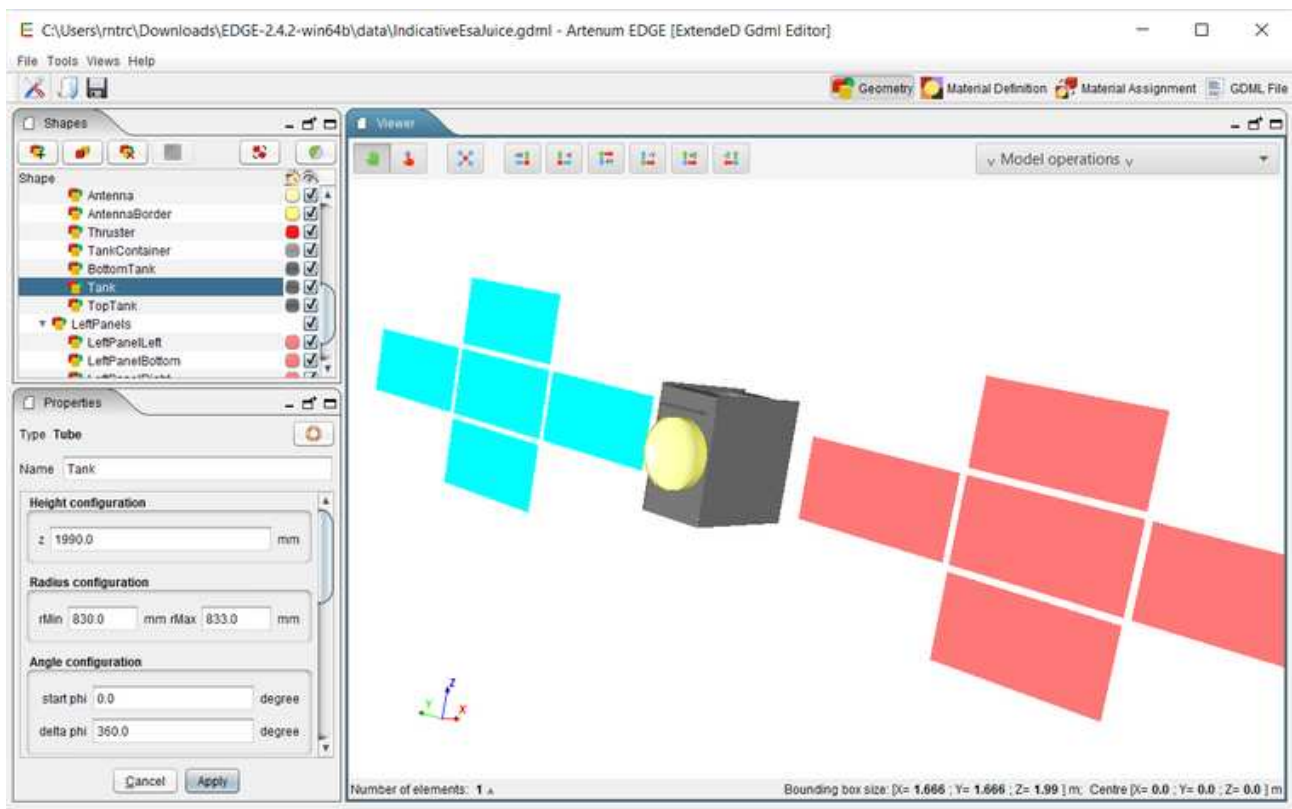 C:\Users\mtrc\Downloads\EDGE-2.4.2-win64b\data\IndicativeEsaJuice.gdml - Artenum EDGE [ExtendeD Gdml Editor]
File Tools Views Help
Geometry Material Definition Material Assignment GDML File
Shapes
Viewer
v Model operations v
Shape
Antenna
AntennaBorder
Thruster
TankContainer
BottomTank
Tank
TopTank
LeftPanels
LeftPanelLeft
LeftPanelBottom
LeftPanelRight
Properties
Type Tube
Name Tank
Height configuration
z 1990.0 mm
Radius configuration
rMin 830.0 mm rMax 833.0 mm
Angle configuration
start phi 0.0 degree
delta phi 360.0 degree
Cancel Apply
Z
Y X
Number of elements: 1
Bounding box size: [X= 1.666 ; Y= 1.666 ; Z= 1.99 ] m; Centre [X= 0.0 ; Y= 0.0 ; Z= 0.0 ] m